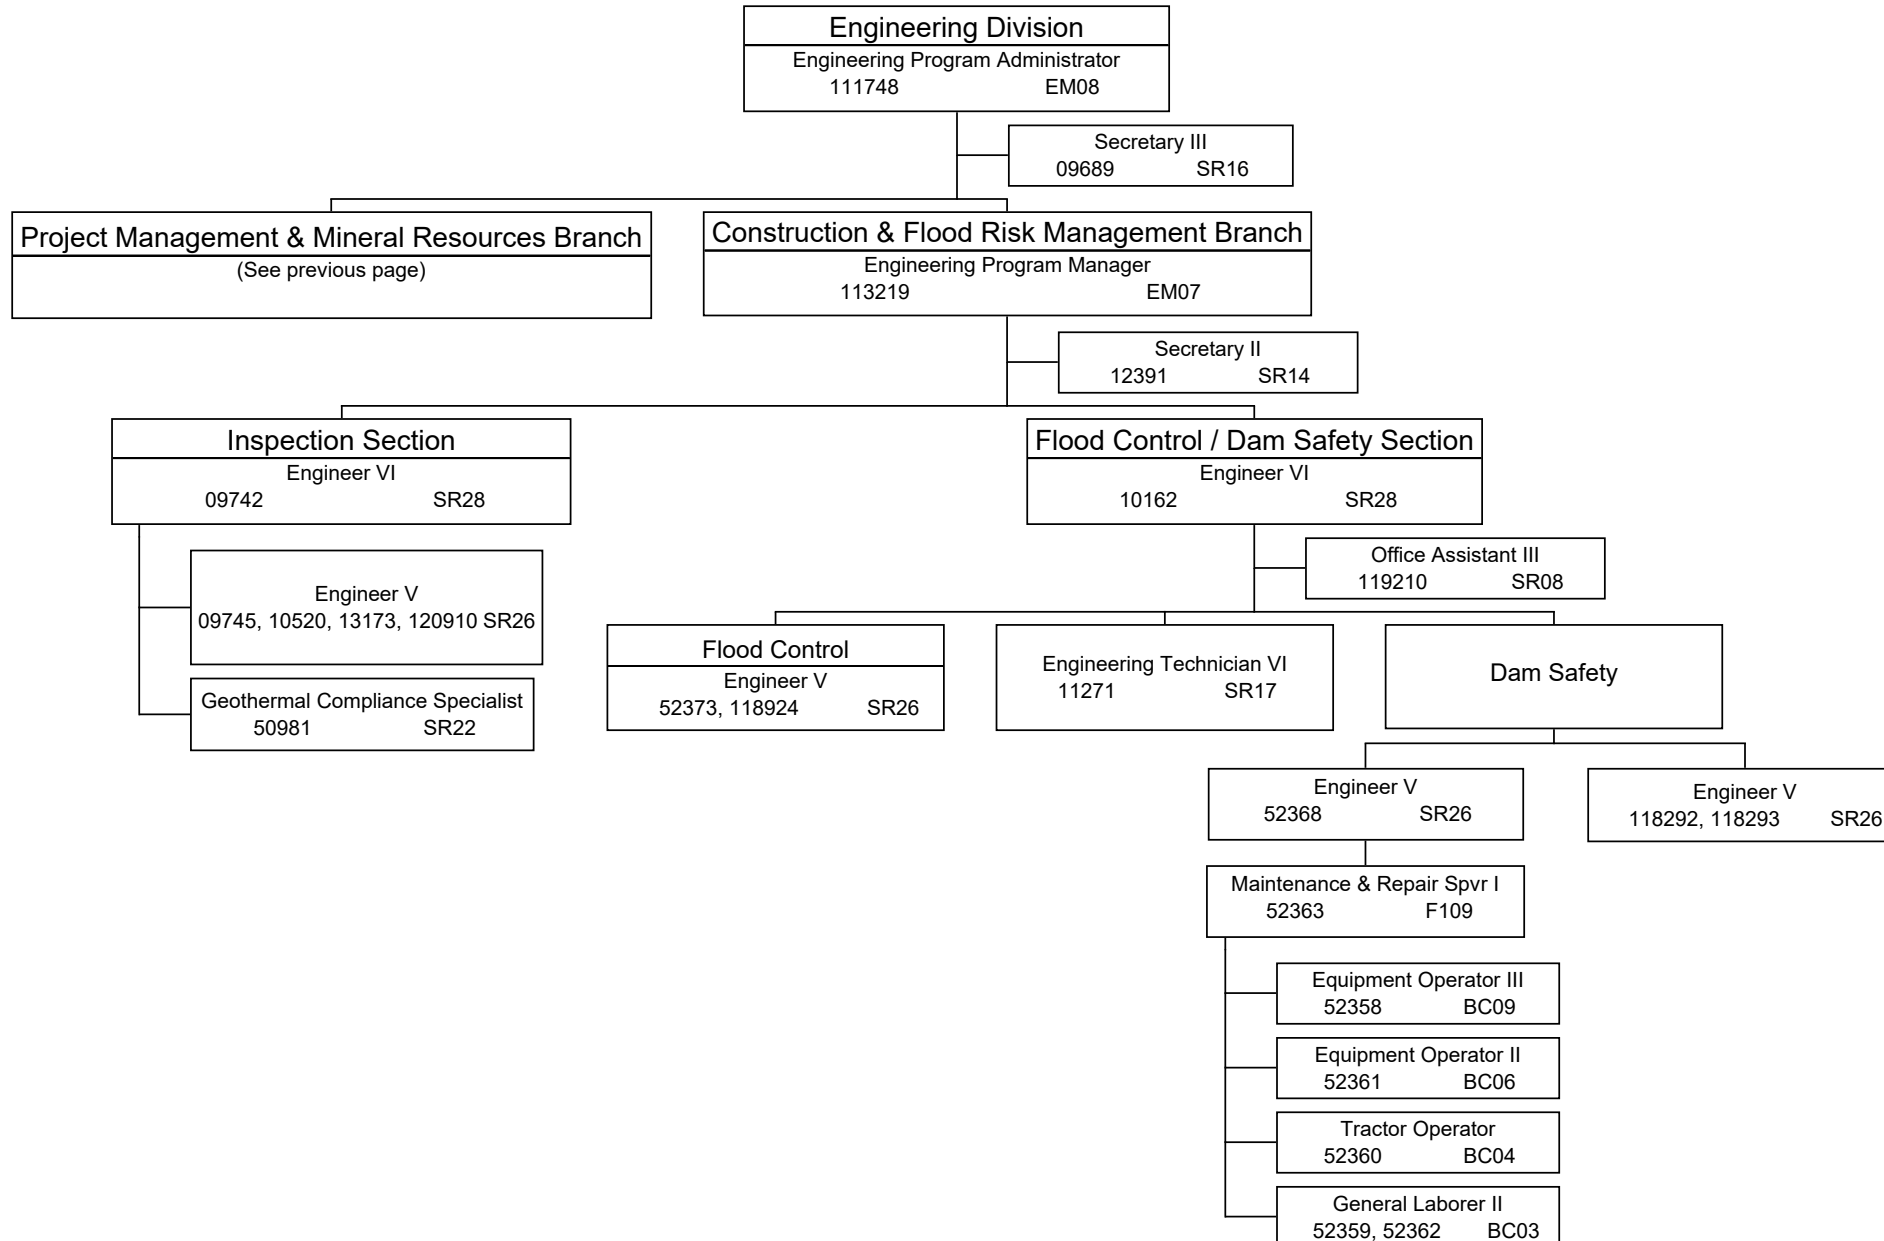 Engineering Division
Engineering Program Administrator
111748 EM08
Secretary III
09689 SR16
Project Management & Mineral Resources Branch
(See previous page)
Construction & Flood Risk Management Branch
Engineering Program Manager
113219 EM07
Secretary II
12391 SR14
Inspection Section
Engineer VI
09742 SR28
Flood Control / Dam Safety Section
Engineer VI
10162 SR28
Engineer V
09745, 10520, 13173, 120910 SR26
Geothermal Compliance Specialist
50981 SR22
Office Assistant III
119210 SR08
Flood Control
Engineer V
52373, 118924 SR26
Engineering Technician VI
11271 SR17
Dam Safety
Engineer V
52368 SR26
Engineer V
118292, 118293 SR26
Maintenance & Repair Spvr I
52363 F109
Equipment Operator III
52358 BC09
Equipment Operator II
52361 BC06
Tractor Operator
52360 BC04
General Laborer II
52359, 52362 BC03